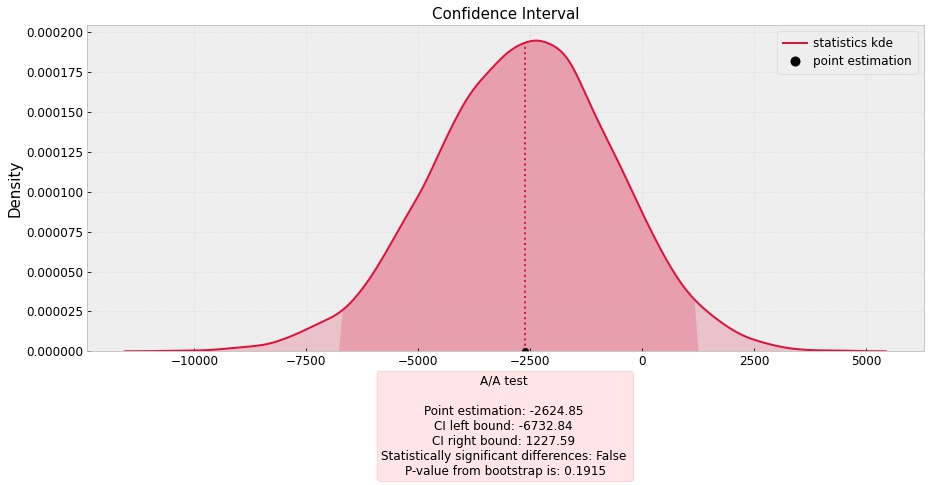 Confidence Interval
statistics kde
point estimation
Density
0.000200
0.000175
0.000150
0.000125
0.000100
0.000075
0.000050
0.000025
0.000000
−10000 −7500 −5000 −2500 0 2500 5000
A/A test
Point estimation: -2624.85
CI left bound: -6732.84
CI right bound: 1227.59
Statistically significant differences: False
P-value from bootstrap is: 0.1915